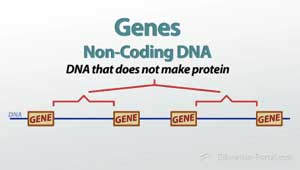 Genes
Non-Coding DNA
DNA that does not make protein
DNA
GENE GENE GENE GENE
Education-Portal.com